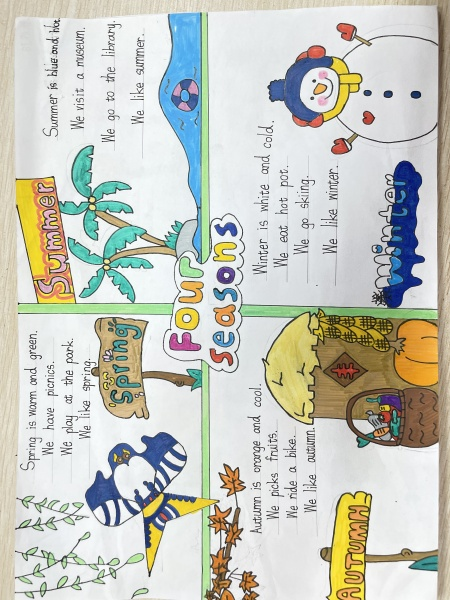 Four
Seasons
Spring
Spring is warm and green.
We have picnics.
We play at the park.
We like spring.
Summer
Summer is blue and hot.
We visit a museum.
We go to the library.
We like summer.
AUTUMN
Autumn is orange and cool.
We picks fruits.
We ride a bike.
We like autumn.
Winter
Winter is white and cold.
We eat hot pot.
We go skiing.
We like winter.